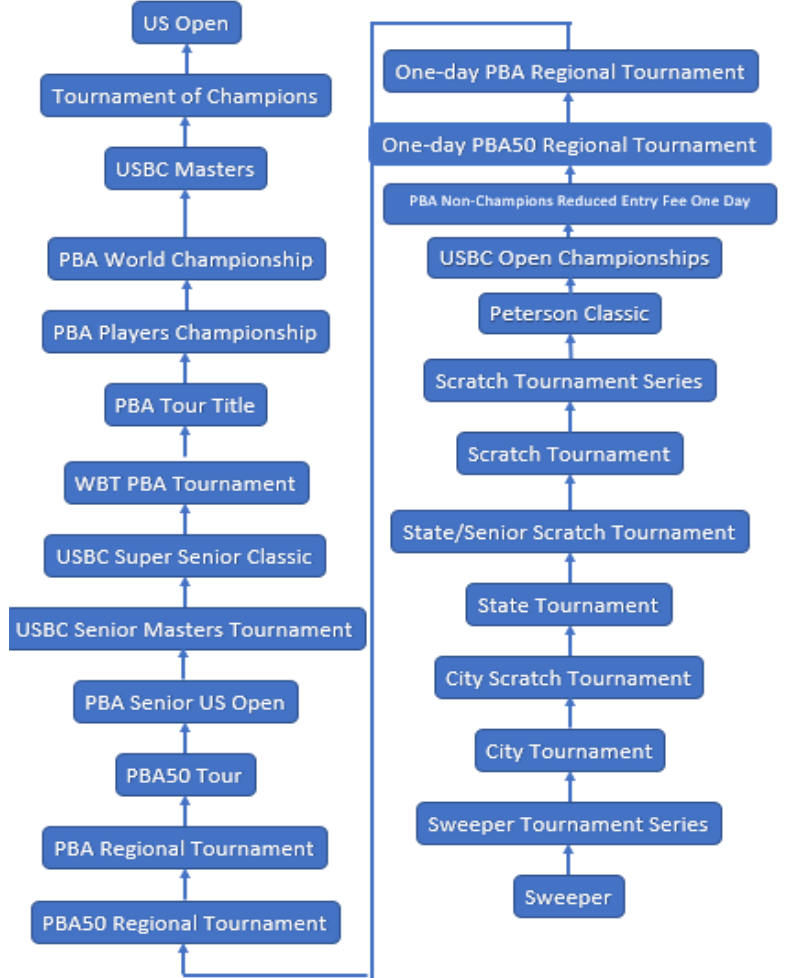 US Open
Tournament of Champions
USBC Masters
PBA World Championship
PBA Players Championship
PBA Tour Title
WBT PBA Tournament
USBC Super Senior Classic
USBC Senior Masters Tournament
PBA Senior US Open
PBA50 Tour
PBA Regional Tournament
PBA50 Regional Tournament
One-day PBA Regional Tournament
One-day PBA50 Regional Tournament
PBA Non-Champions Reduced Entry Fee One Day
USBC Open Championships
Peterson Classic
Scratch Tournament Series
Scratch Tournament
State/Senior Scratch Tournament
State Tournament
City Scratch Tournament
City Tournament
Sweeper Tournament Series
Sweeper